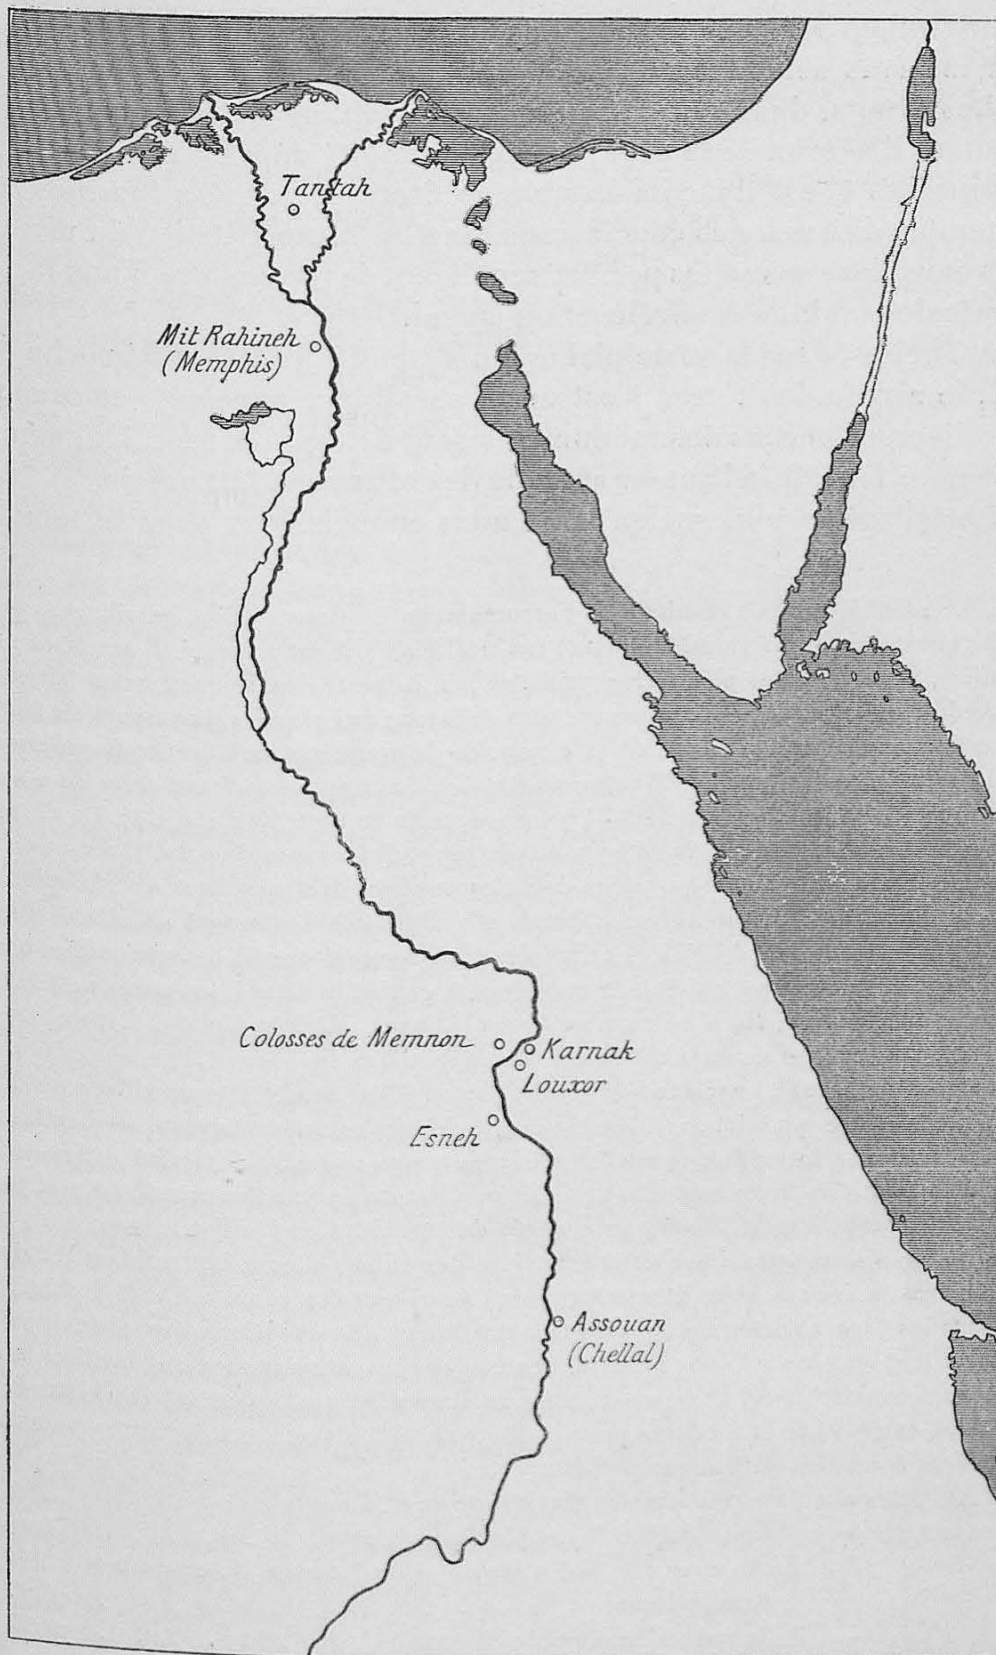 Tantah
Mit Rahineh
(Memphis)
Colosses de Memnon
Karnak
Louxor
Esneh
Assouan
(Chellal)